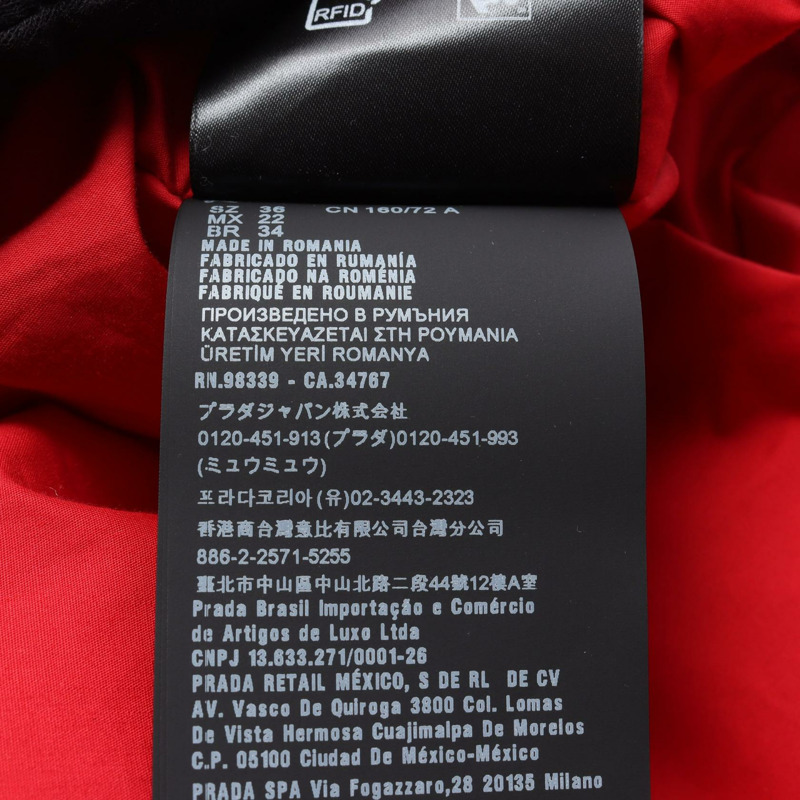 RFID
SZ 36 CN 160/72 A
MX 22
BR 34
MADE IN ROMANIA
FABRICADO EN RUMANÍA
FABRICADO NA ROMÉNIA
FABRIQUÉ EN ROUMANIE
ПРОИЗВЕДЕНО В РУМЪНИЯ
ΚΑΤΑΣΚΕΥΑΖΕΤΑΙ ΣΤΗ ΡΟΥΜΑΝΙΑ
ÜRETİM YERİ ROMANYA
RN.98339 - CA.34767
プラダジャパン株式会社
0120-451-913(プラダ)0120-451-993
(ミュウミュウ)
프라다코리아(유)02-3443-2323
香港商台灣意比有限公司台灣分公司
886-2-2571-5255
臺北市中山區中山北路二段44號12樓A室
Prada Brasil Importação e Comércio
de Artigos de Luxo Ltda
CNPJ 13.633.271/0001-26
PRADA RETAIL MÉXICO, S DE RL DE CV
AV. Vasco De Quiroga 3800 Col. Lomas
De Vista Hermosa Cuajimalpa De Morelos
C.P. 05100 Ciudad De México-México
PRADA SPA Via Fogazzaro,28 20135 Milano